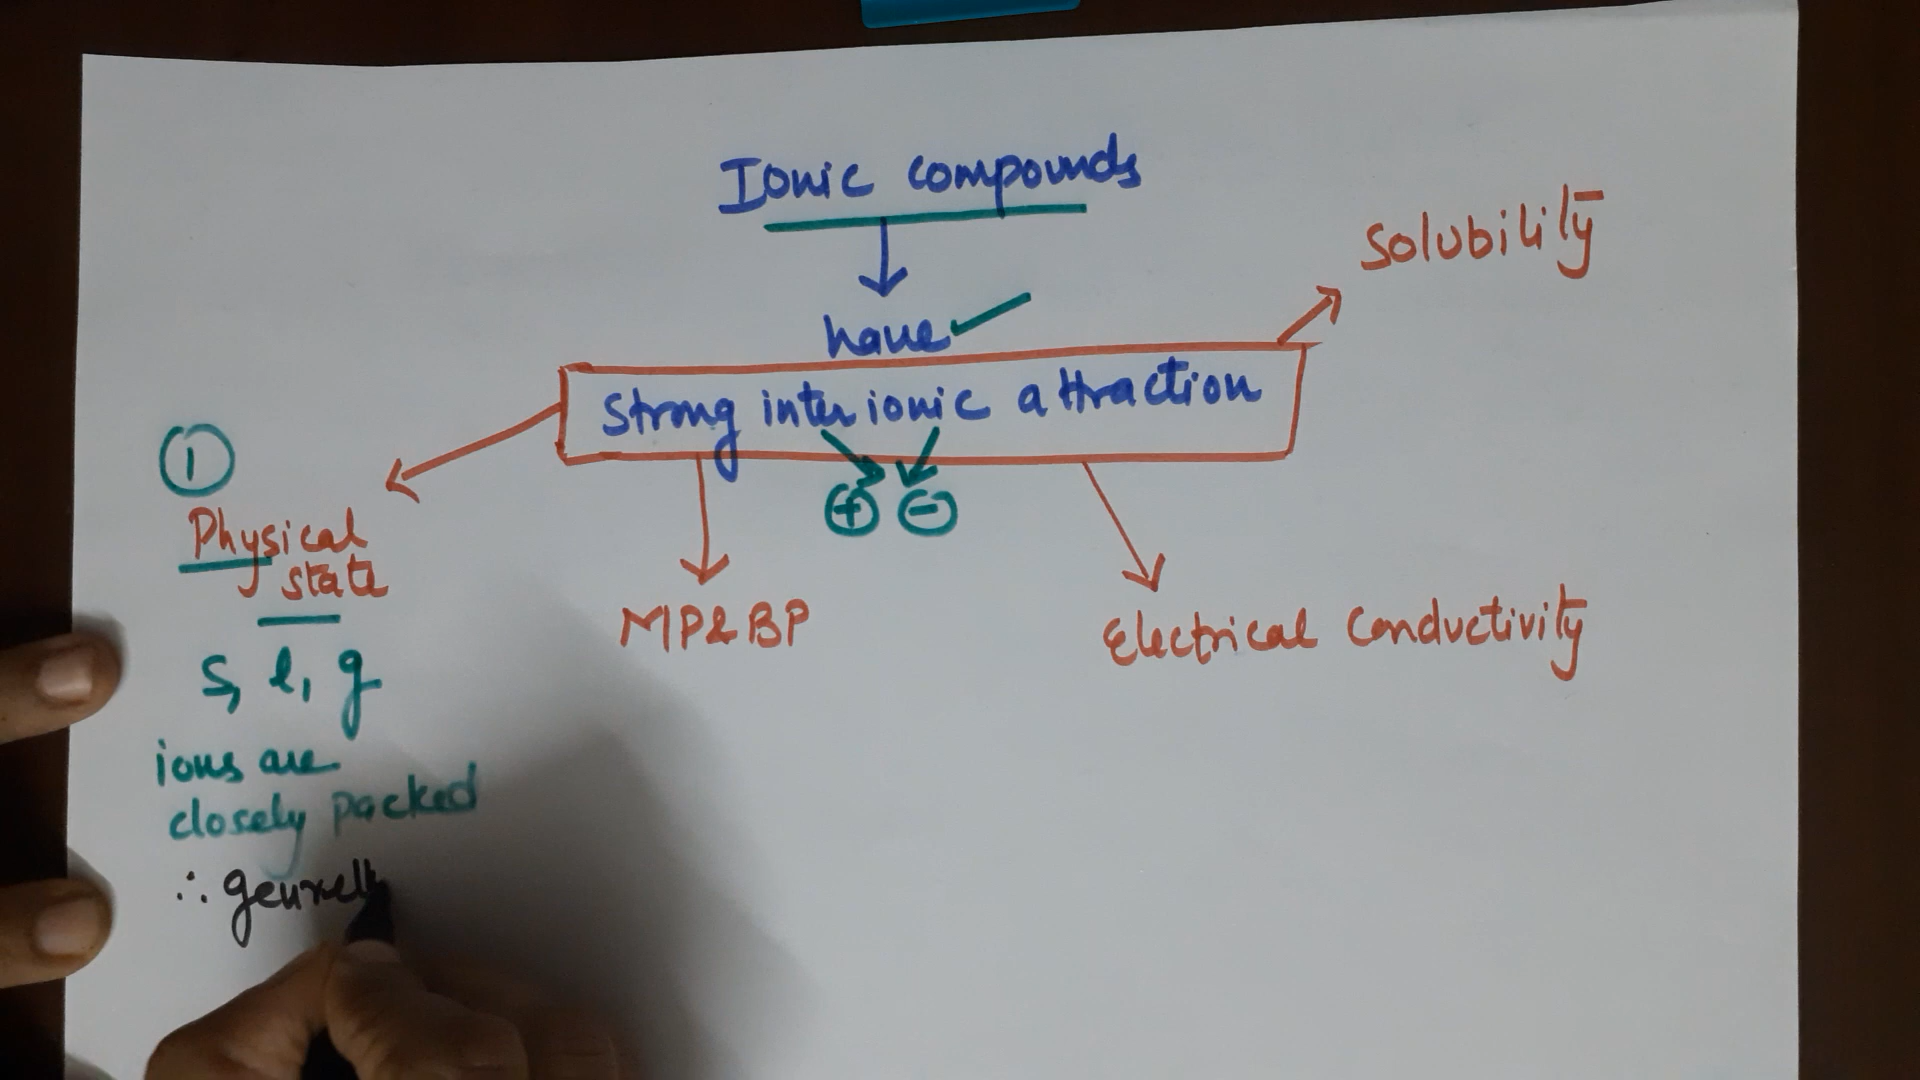 Ionic compounds
have
Strong inter ionic attraction
+ -
Solubility
1
Physical
state
s, l, g
ions are
closely packed
∴
MP & BP
Electrical Conductivity